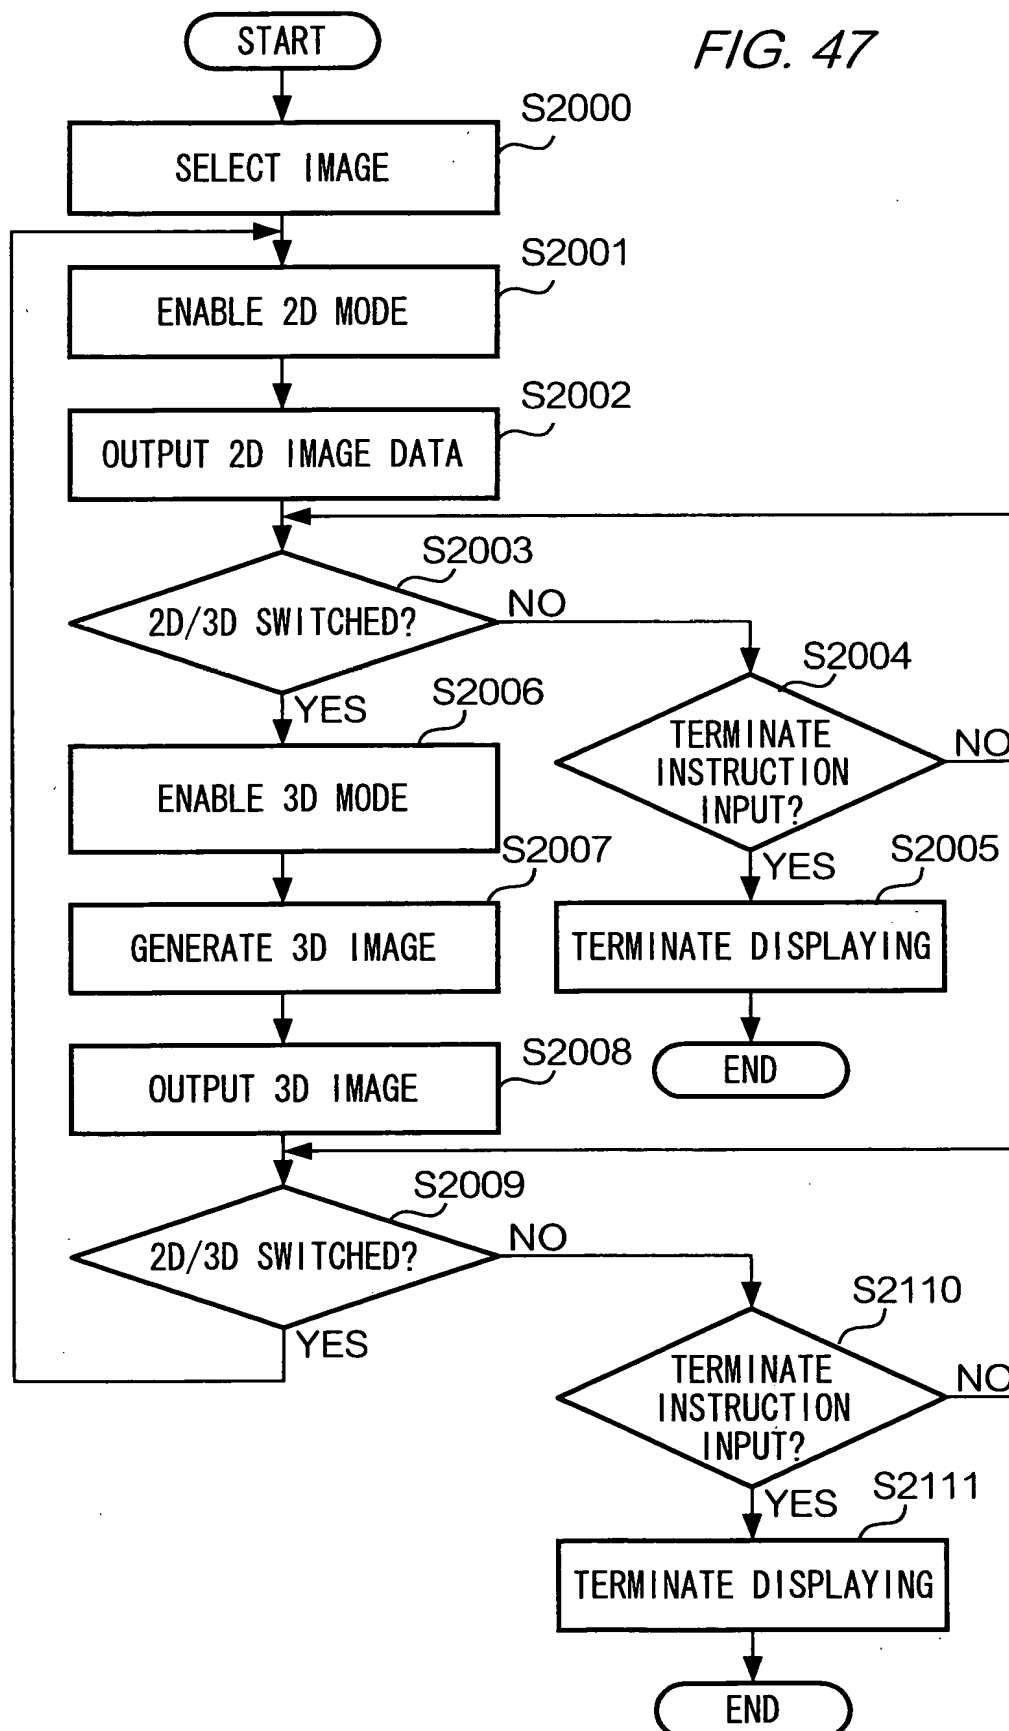 START
FIG. 47
S2000
SELECT IMAGE
S2001
ENABLE 2D MODE
S2002
OUTPUT 2D IMAGE DATA
S2003
2D/3D SWITCHED?
NO
YES
S2004
TERMINATE
INSTRUCTION
INPUT?
NO
YES
S2005
TERMINATE DISPLAYING
END
S2006
ENABLE 3D MODE
S2007
GENERATE 3D IMAGE
S2008
OUTPUT 3D IMAGE
S2009
2D/3D SWITCHED?
NO
YES
S2110
TERMINATE
INSTRUCTION
INPUT?
NO
YES
S2111
TERMINATE DISPLAYING
END